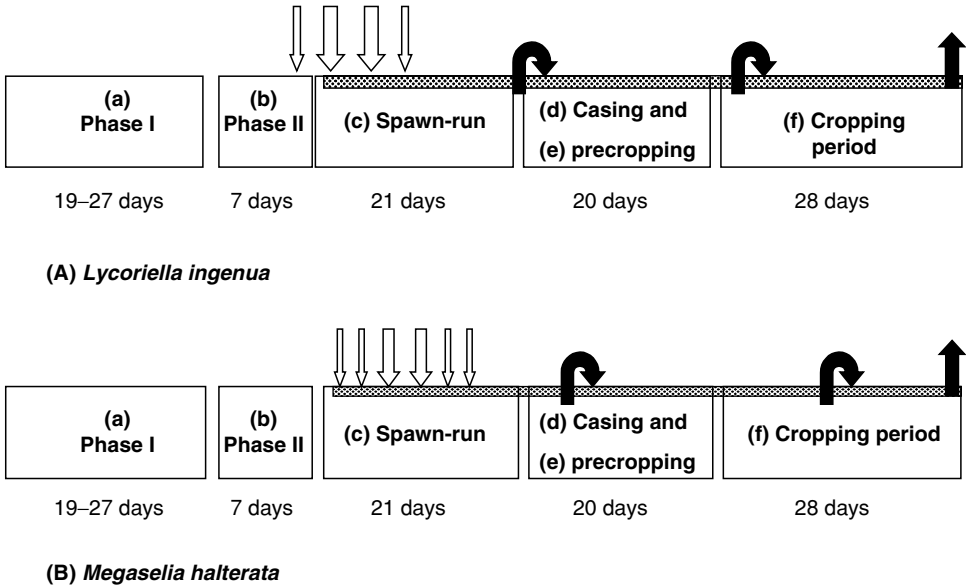 (a)
Phase I
(b)
Phase II
(c) Spawn-run
(d) Casing and
(e) precropping
(f) Cropping
period
19–27 days
7 days
21 days
20 days
28 days
(A) Lycoriella ingenua
(a)
Phase I
(b)
Phase II
(c) Spawn-run
(d) Casing and
(e) precropping
(f) Cropping period
19–27 days
7 days
21 days
20 days
28 days
(B) Megaselia halterata